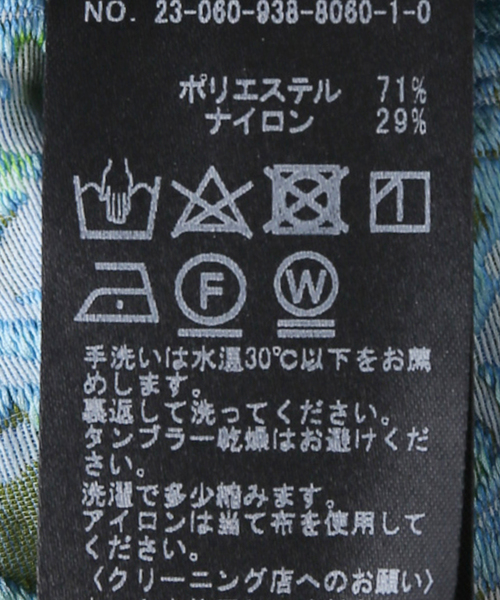 NO. 23-060-938-8060-1-0
ポリエステル 71%
ナイロン 29%
F W
手洗いは水温30℃以下をお薦
めします。
裏返して洗ってください。
タンブラー乾燥はお避けくだ
さい。
洗濯で多少縮みます。
アイロンは当て布を使用して
ください。
〈クリーニング店へのお願い〉